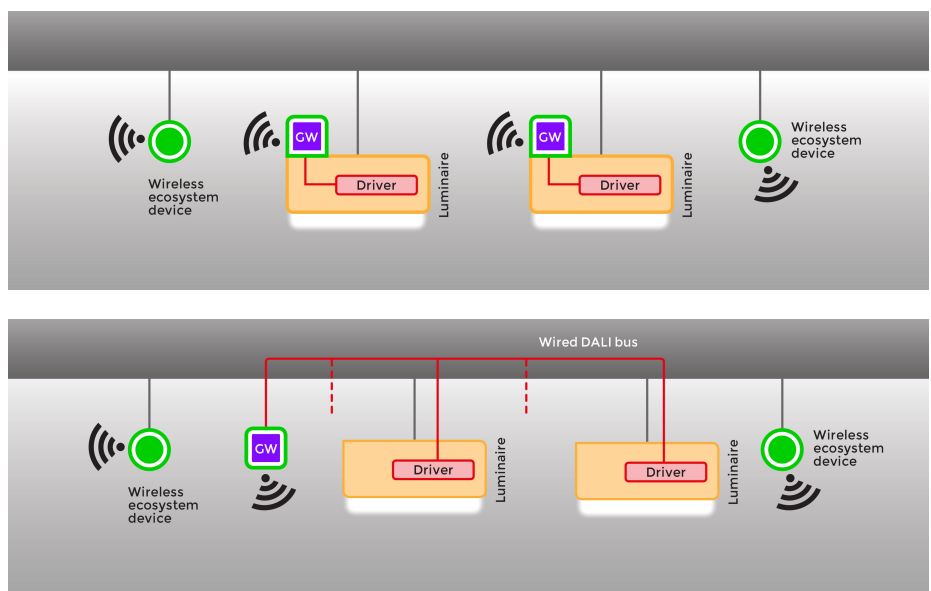 GW
GW
Wireless
ecosystem
device
Driver
Luminaire
Driver
Luminaire
Wireless
ecosystem
device
Wired DALI bus
GW
Wireless
ecosystem
device
Driver
Luminaire
Driver
Luminaire
Wireless
ecosystem
device